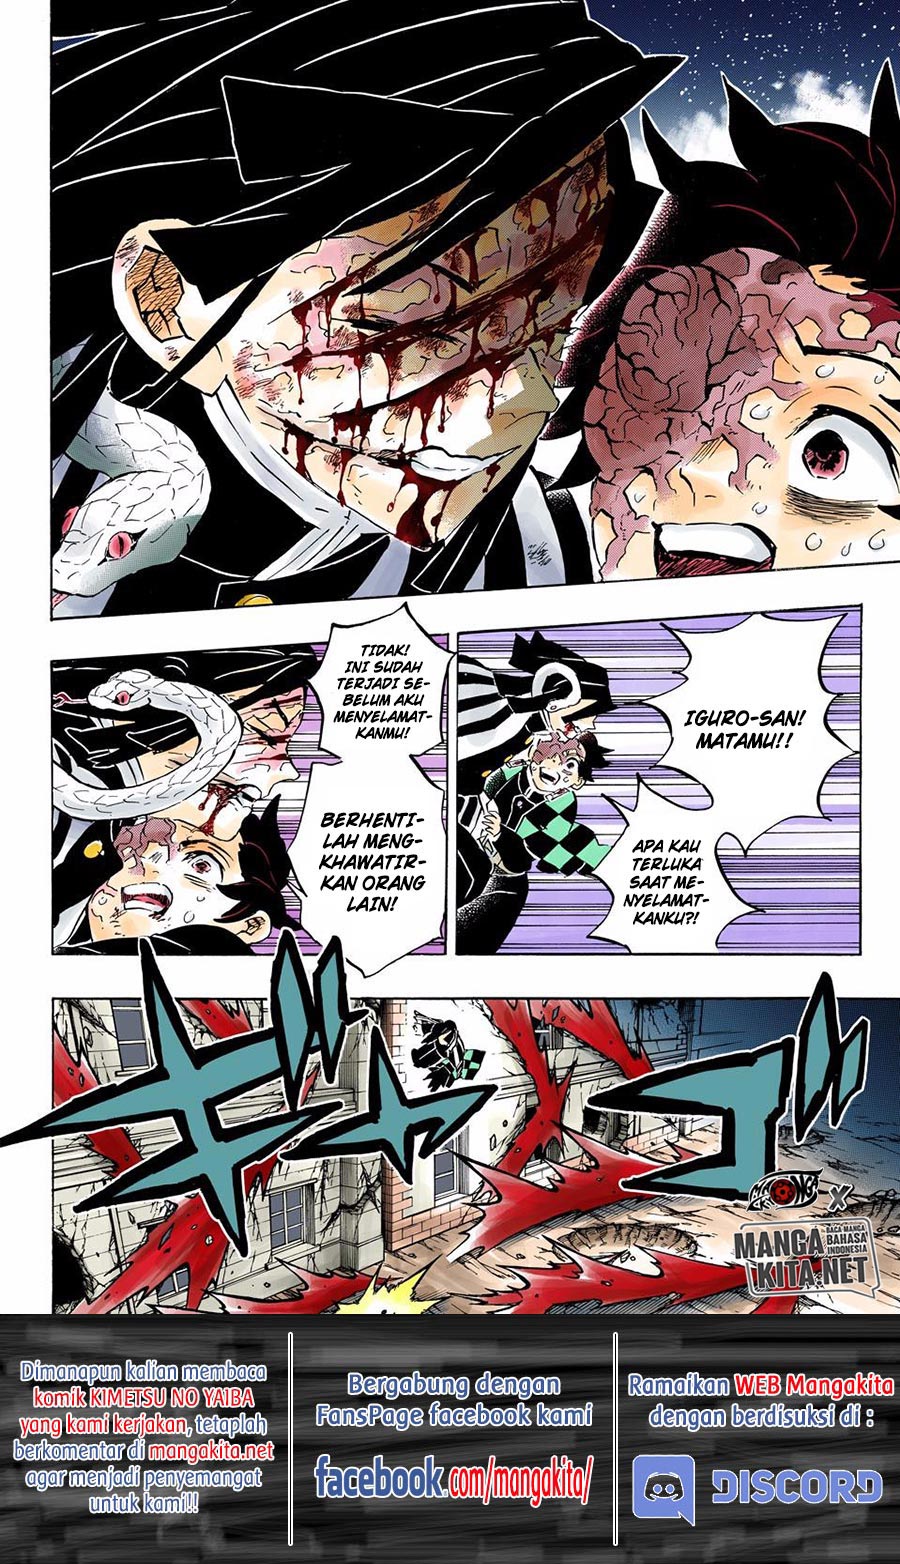 IGURO-SAN!
MATAMU!!
APA KAU
TERLUKA
SAAT ME-
NYELAMAT-
KANKU?!
TIDAK!
INI SUDAH
TERJADI SE-
BELUM AKU
MENYELAMAT-
KANMU!
BERHENTI-
LAH MENG-
KHAWATIR-
KAN ORANG
LAIN!
ゴ
ギャ
X
MANGA
BACA MANGA
BAHASA
INDONESIA
KITA.NET
Dimanapun kalian membaca
komik KIMETSU NO YAIBA
yang kami kerjakan, tetaplah
berkomentar di mangakita.net
agar menjadi penyemangat
untuk kami!!
Bergabung dengan
FansPage facebook kami
facebook.com/mangakita/
Ramaikan WEB Mangakita
dengan berdisuksi di :
DISCORD